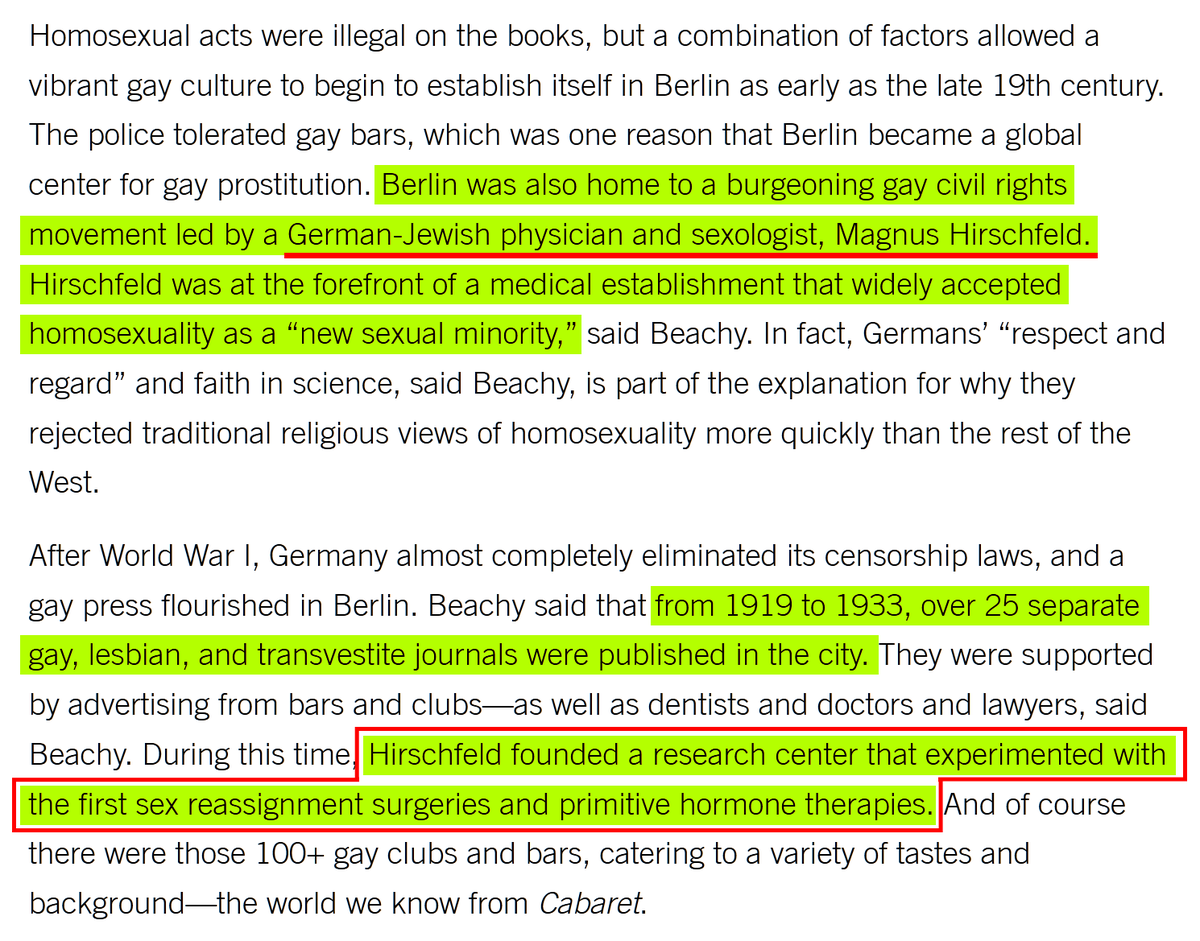 Homosexual acts were illegal on the books, but a combination of factors allowed a
vibrant gay culture to begin to establish itself in Berlin as early as the late 19th century.
The police tolerated gay bars, which was one reason that Berlin became a global
center for gay prostitution. Berlin was also home to a burgeoning gay civil rights
movement led by a German-Jewish physician and sexologist, Magnus Hirschfeld.
Hirschfeld was at the forefront of a medical establishment that widely accepted
homosexuality as a “new sexual minority,” said Beachy. In fact, Germans’ “respect and
regard” and faith in science, said Beachy, is part of the explanation for why they
rejected traditional religious views of homosexuality more quickly than the rest of the
West.
After World War I, Germany almost completely eliminated its censorship laws, and a
gay press flourished in Berlin. Beachy said that from 1919 to 1933, over 25 separate
gay, lesbian, and transvestite journals were published in the city. They were supported
by advertising from bars and clubs—as well as dentists and doctors and lawyers, said
Beachy. During this time, Hirschfeld founded a research center that experimented with
the first sex reassignment surgeries and primitive hormone therapies. And of course
there were those 100+ gay clubs and bars, catering to a variety of tastes and
background—the world we know from Cabaret.